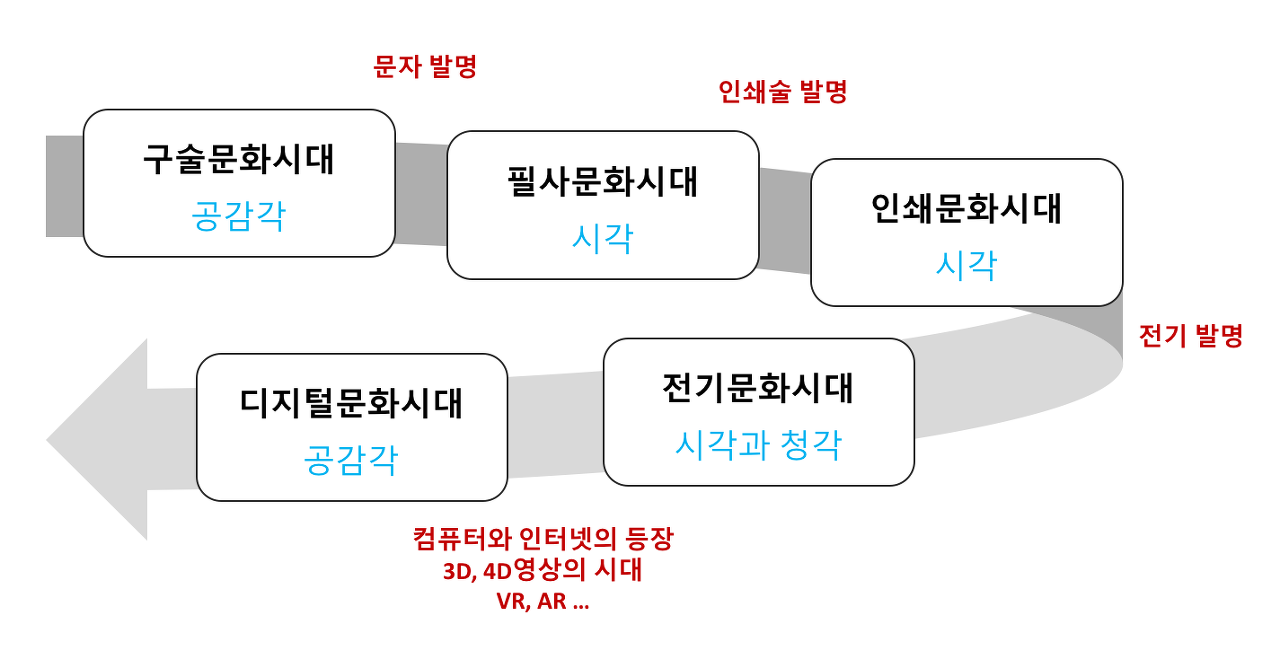 문자 발명
인쇄술 발명
구술문화시대
공감각
필사문화시대
시각
인쇄문화시대
시각
전기 발명
전기문화시대
시각과 청각
디지털문화시대
공감각
컴퓨터와 인터넷의 등장
3D, 4D영상의 시대
VR, AR ...